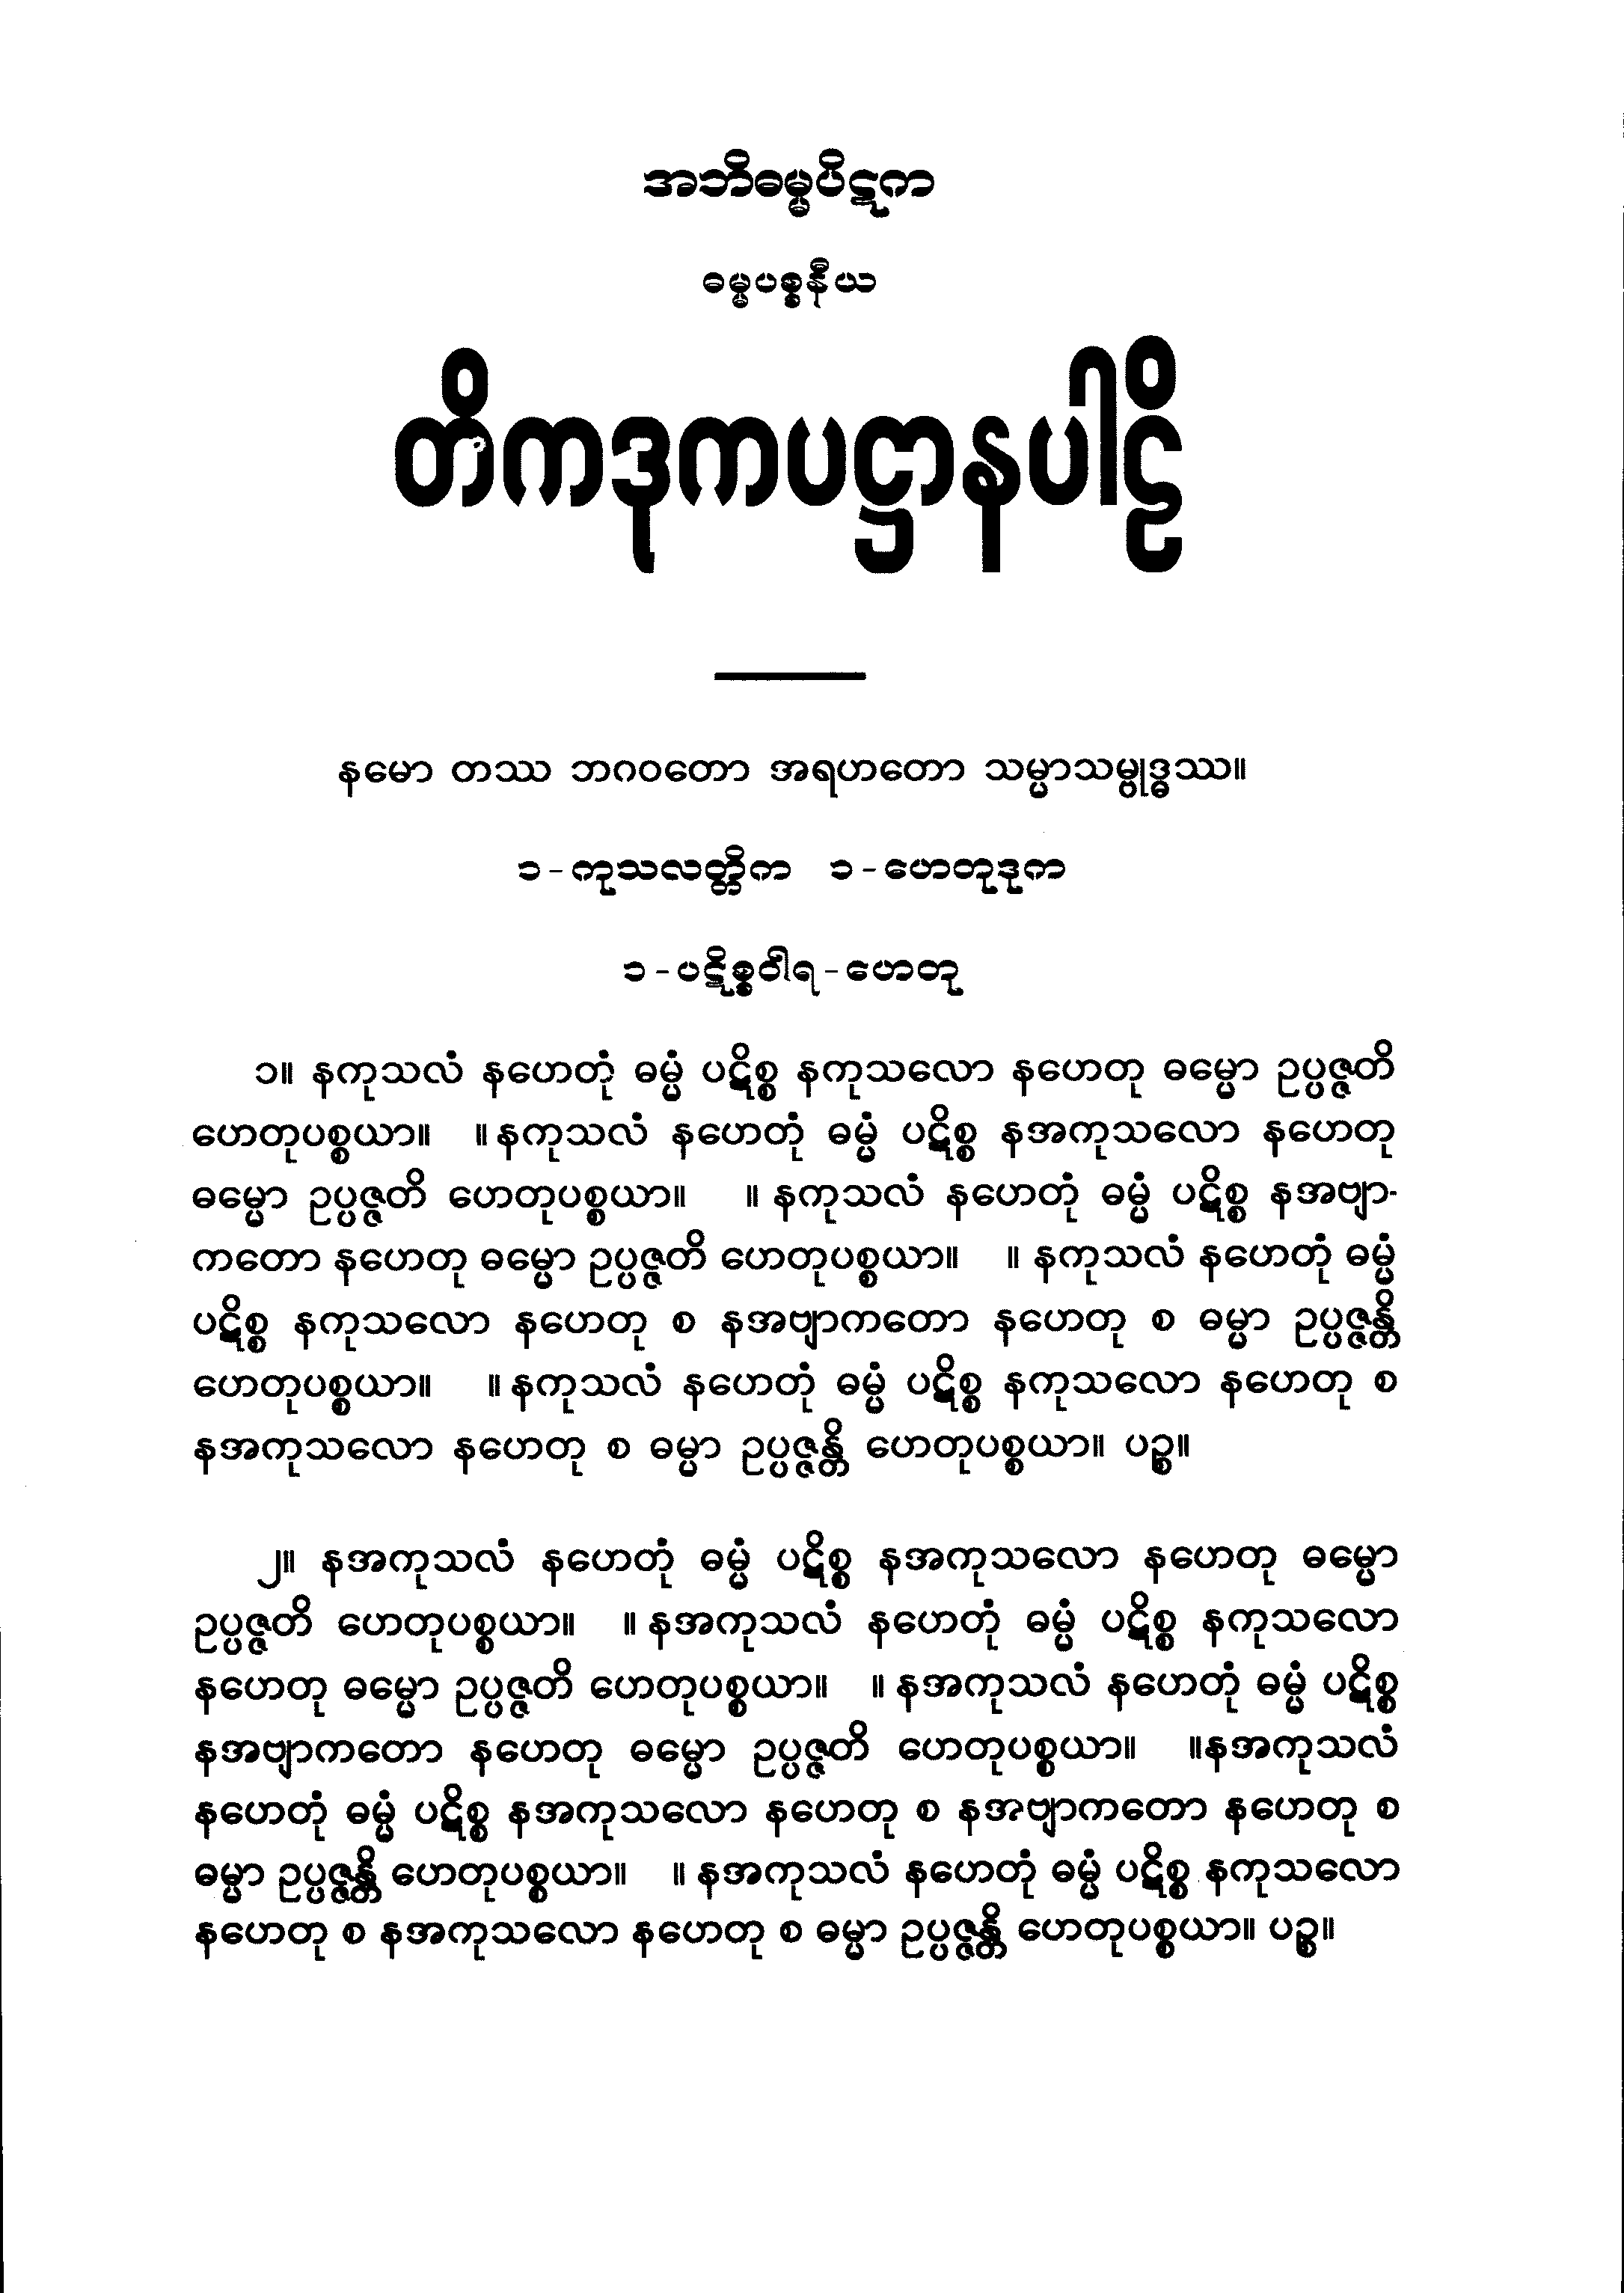 အဘိဓမ္မပိဋက
ဓမ္မပစ္စနီယ
တိကဒုကပဋ္ဌာနပါဠိ
နမော တဿ ဘဂဝတော အရဟတော သမ္မာသမ္ဗုဒ္ဓဿ။
၁-ကုသလတ္တိက ၁-ဟေတုဒုက
၁-ပဋိစ္စဝါရ-ဟေတု
၁။ နကုသလံ နဟေတုံ ဓမ္မံ ပဋိစ္စ နကုသလော နဟေတု ဓမ္မော ဥပ္ပဇ္ဇတိ
ဟေတုပစ္စယာ။ ။နကုသလံ နဟေတုံ ဓမ္မံ ပဋိစ္စ နအကုသလော နဟေတု
ဓမ္မော ဥပ္ပဇ္ဇတိ ဟေတုပစ္စယာ။ ။ နကုသလံ နဟေတုံ ဓမ္မံ ပဋိစ္စ နအဗျာ-
ကတော နဟေတု ဓမ္မော ဥပ္ပဇ္ဇတိ ဟေတုပစ္စယာ။ ။ နကုသလံ နဟေတုံ ဓမ္မံ
ပဋိစ္စ နကုသလော နဟေတု စ နအဗျာကတော နဟေတု စ ဓမ္မာ ဥပ္ပဇ္ဇန္တိ
ဟေတုပစ္စယာ။ ။နကုသလံ နဟေတုံ ဓမ္မံ ပဋိစ္စ နကုသလော နဟေတု စ
နအကုသလော နဟေတု စ ဓမ္မာ ဥပ္ပဇ္ဇန္တိ ဟေတုပစ္စယာ။ ပဉ္စ။
၂။ နအကုသလံ နဟေတုံ ဓမ္မံ ပဋိစ္စ နအကုသလော နဟေတု ဓမ္မော
ဥပ္ပဇ္ဇတိ ဟေတုပစ္စယာ။ ။နအကုသလံ နဟေတုံ ဓမ္မံ ပဋိစ္စ နကုသလော
နဟေတု ဓမ္မော ဥပ္ပဇ္ဇတိ ဟေတုပစ္စယာ။ ။နအကုသလံ နဟေတုံ ဓမ္မံ ပဋိစ္စ
နအဗျာကတော နဟေတု ဓမ္မော ဥပ္ပဇ္ဇတိ ဟေတုပစ္စယာ။ ။နအကုသလံ
နဟေတုံ ဓမ္မံ ပဋိစ္စ နအကုသလော နဟေတု စ နအဗျာကတော နဟေတု စ
ဓမ္မာ ဥပ္ပဇ္ဇန္တိ ဟေတုပစ္စယာ။ ။ နအကုသလံ နဟေတုံ ဓမ္မံ ပဋိစ္စ နကုသလော
နဟေတု စ နအကုသလော နဟေတု စ ဓမ္မာ ဥပ္ပဇ္ဇန္တိ ဟေတုပစ္စယာ။ ပဉ္စ။